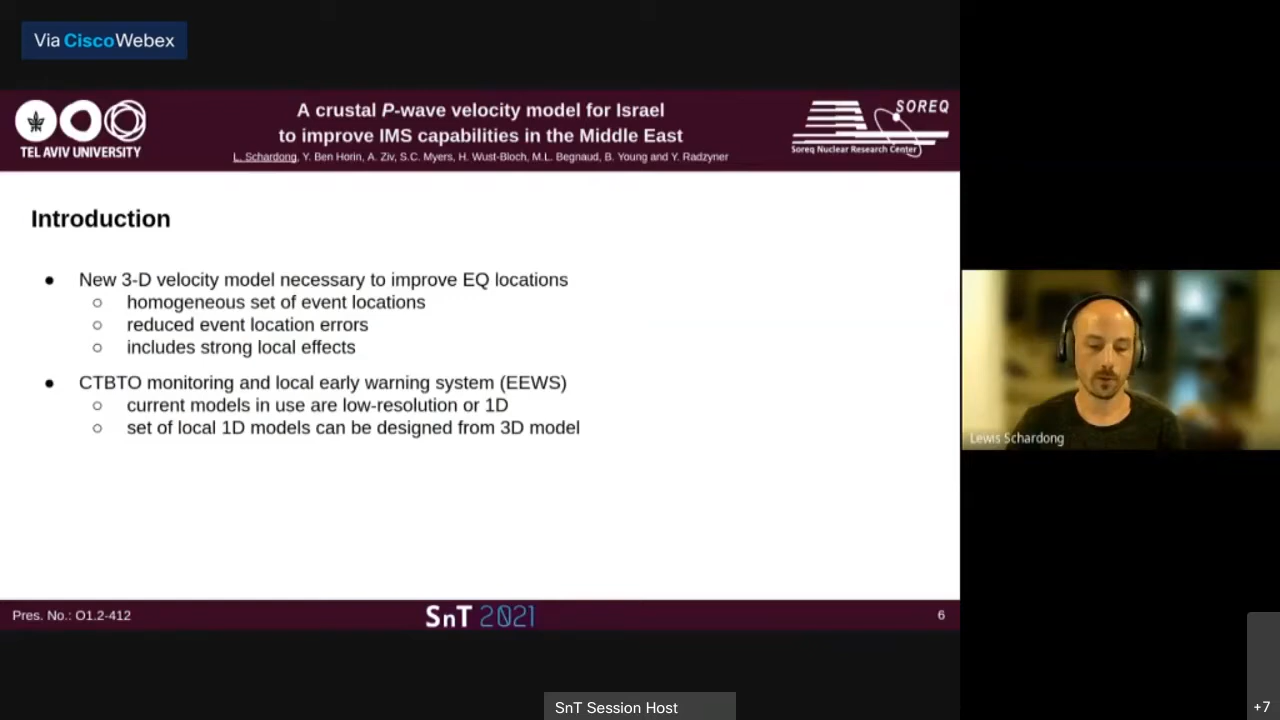 Via CiscoWebex
TEL AVIV UNIVERSITY
A crustal P-wave velocity model for Israel
to improve IMS capabilities in the Middle East
L. Schardong, Y. Ben Horin, A. Ziv, S.C. Myers, H. Wust-Bloch, M.L. Begnaud, B. Young and Y. Radzyner
SOREQ
Soreq Nuclear Research Center
Introduction
● New 3-D velocity model necessary to improve EQ locations
○ homogeneous set of event locations
○ reduced event location errors
○ includes strong local effects
● CTBTO monitoring and local early warning system (EEWS)
○ current models in use are low-resolution or 1D
○ set of local 1D models can be designed from 3D model
Lewis Schardong
Pres. No.: O1.2-412
SnT 2021
6
SnT Session Host
+7